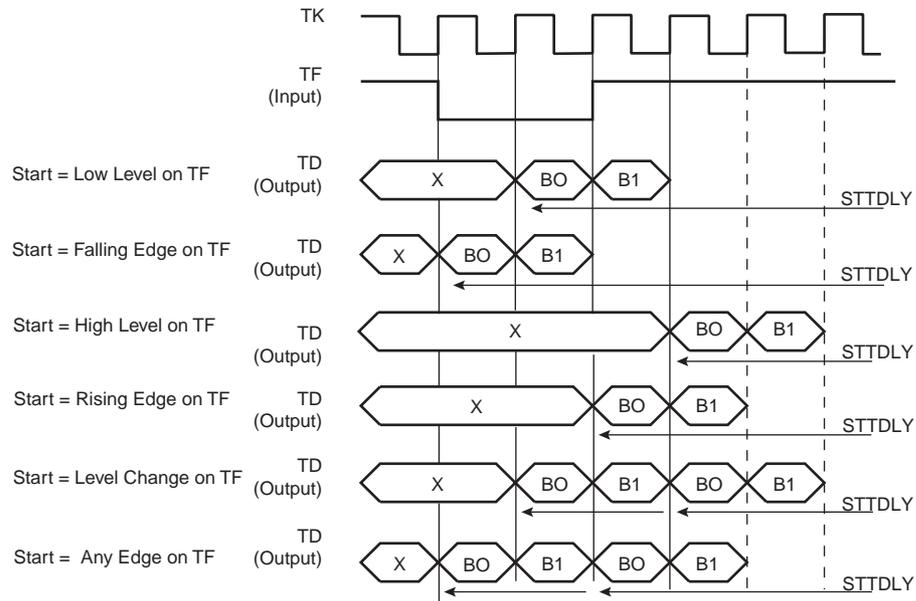 TK
TF
(Input)
Start = Low Level on TF
TD
(Output)
X
BO
B1
STTDLY
Start = Falling Edge on TF
TD
(Output)
X
BO
B1
STTDLY
Start = High Level on TF
TD
(Output)
X
BO
B1
STTDLY
Start = Rising Edge on TF
TD
(Output)
X
BO
B1
STTDLY
Start = Level Change on TF
TD
(Output)
X
BO
B1
BO
B1
STTDLY
Start = Any Edge on TF
TD
(Output)
X
BO
B1
BO
B1
STTDLY